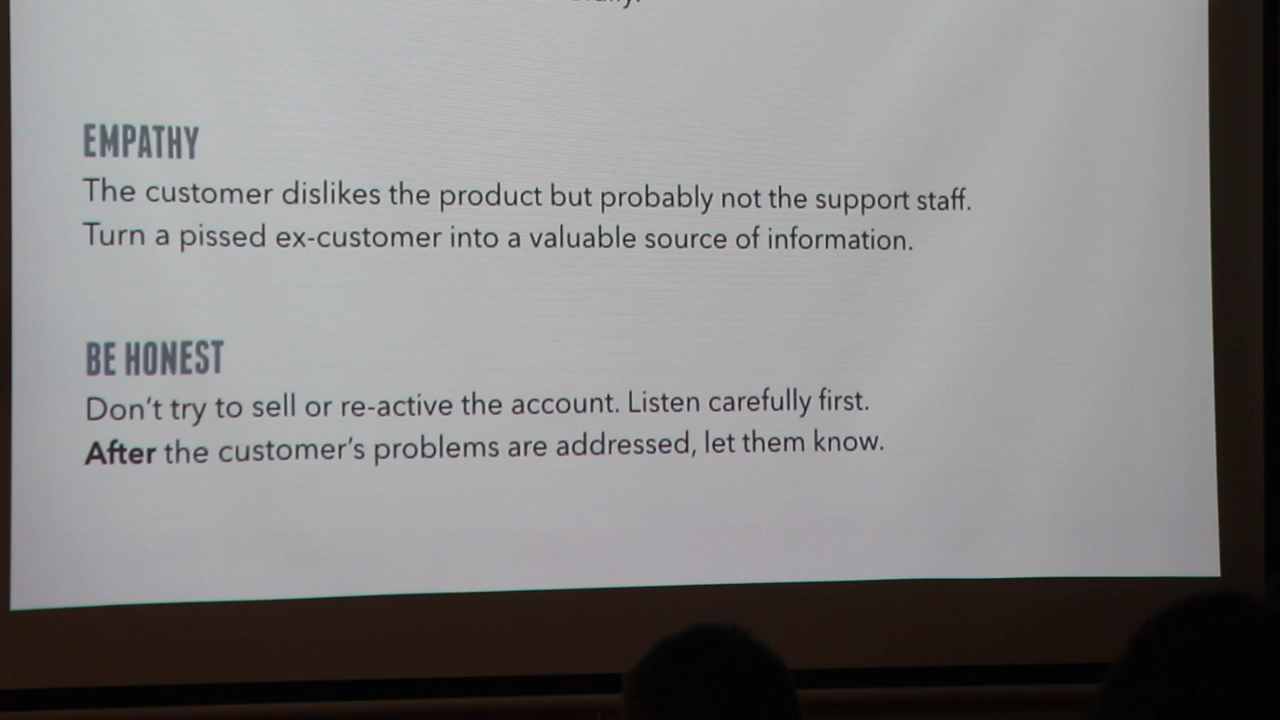 EMPATHY
The customer dislikes the product but probably not the support staff.
Turn a pissed ex-customer into a valuable source of information.
BE HONEST
Don't try to sell or re-active the account. Listen carefully first.
After the customer's problems are addressed, let them know.